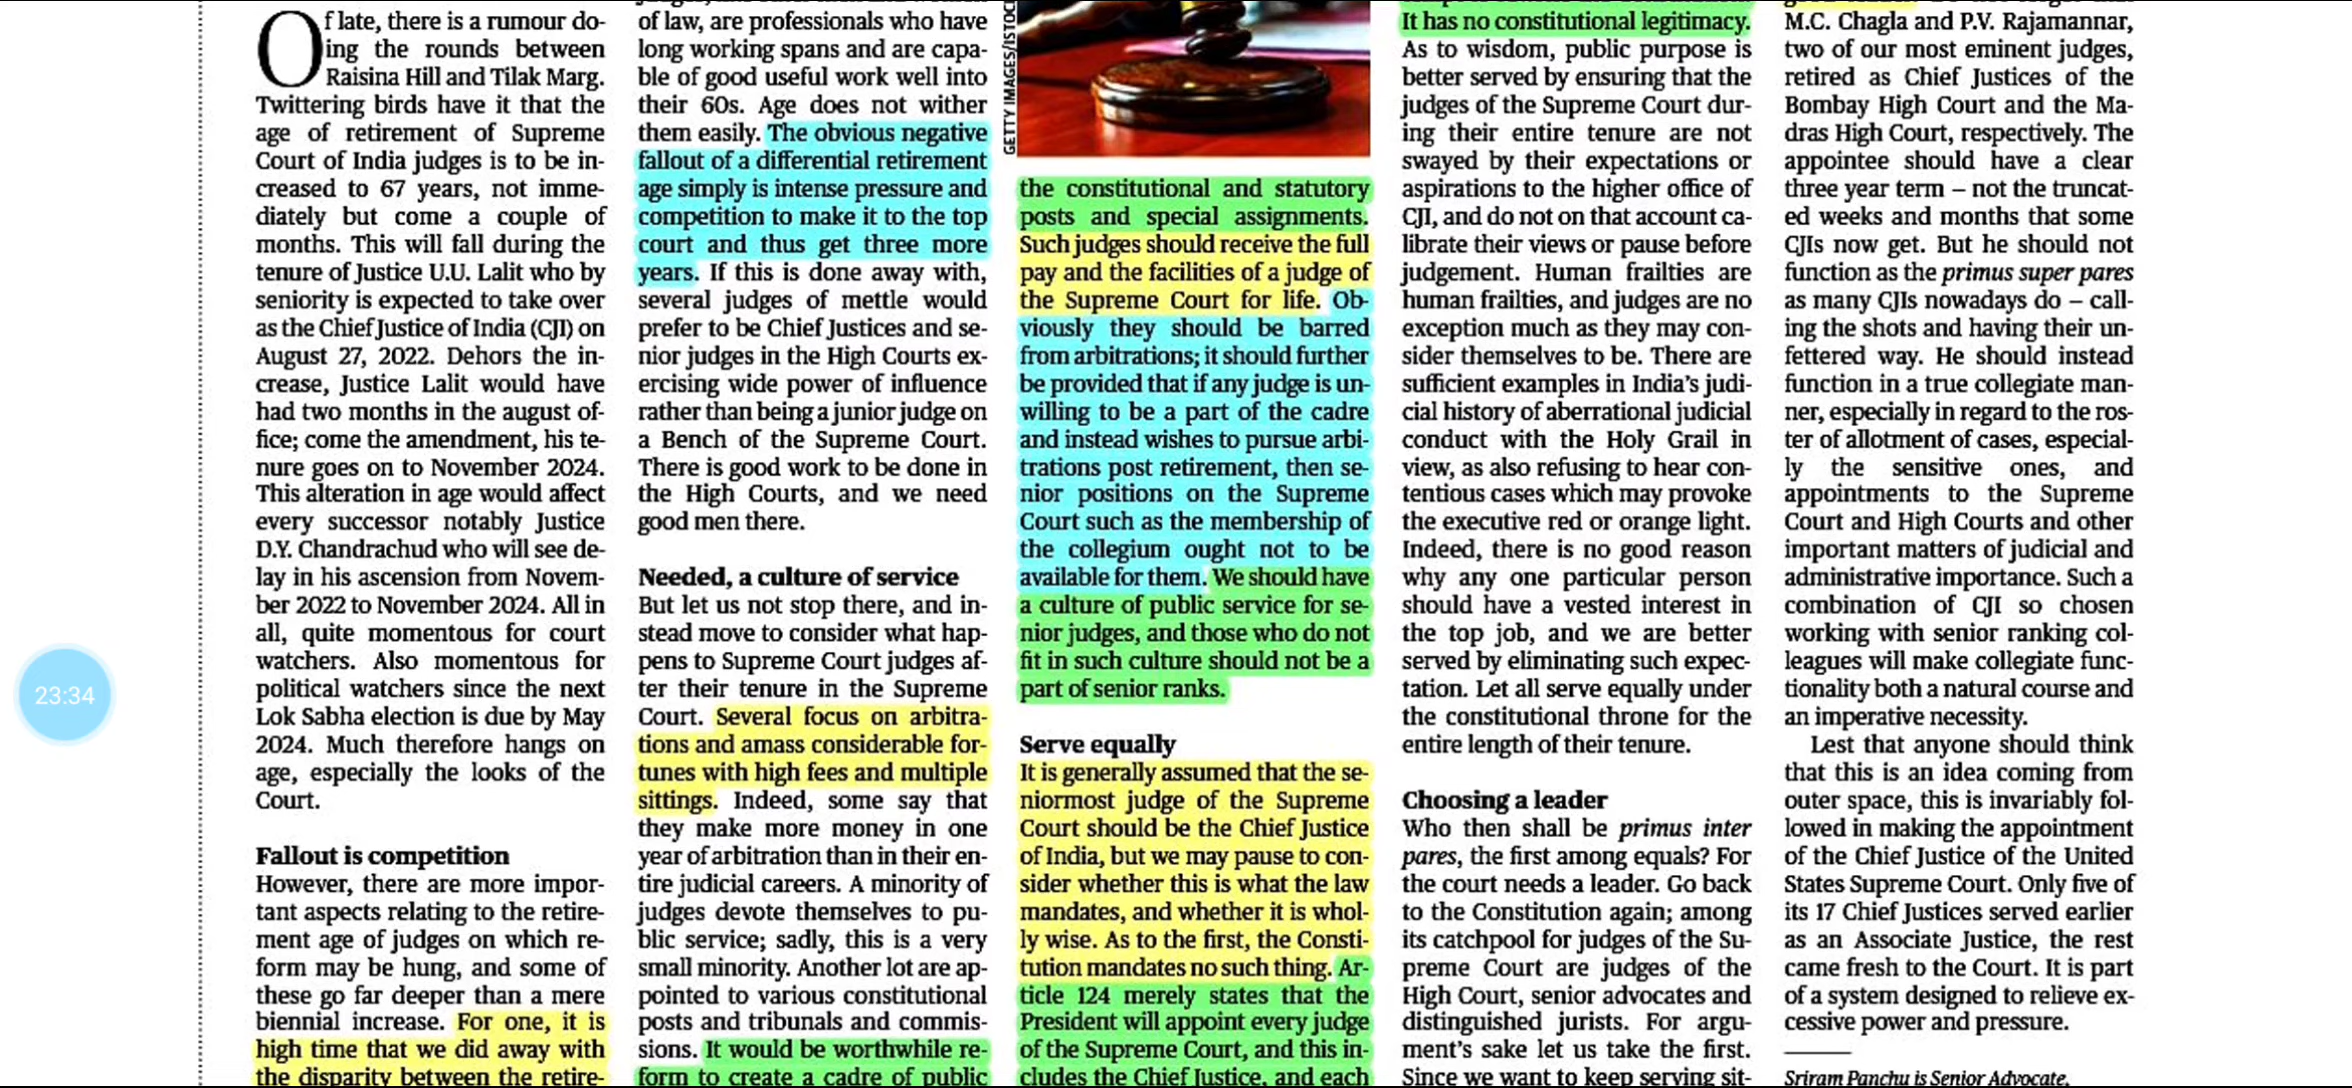 Of late, there is a rumour do-
ing the rounds between
Raisina Hill and Tilak Marg.
Twittering birds have it that the
age of retirement of Supreme
Court of India judges is to be in-
creased to 67 years, not imme-
diately but come a couple of
months. This will fall during the
tenure of Justice U.U. Lalit who by
seniority is expected to take over
as the Chief Justice of India (CJI) on
August 27, 2022. Dehors the in-
crease, Justice Lalit would have
had two months in the august of-
fice; come the amendment, his te-
nure goes on to November 2024.
This alteration in age would affect
every successor notably Justice
D.Y. Chandrachud who will see de-
lay in his ascension from Novem-
ber 2022 to November 2024. All in
all, quite momentous for court
watchers. Also momentous for
political watchers since the next
Lok Sabha election is due by May
2024. Much therefore hangs on
age, especially the looks of the
Court.
Fallout is competition
However, there are more impor-
tant aspects relating to the retire-
ment age of judges on which re-
form may be hung, and some of
these go far deeper than a mere
biennial increase. For one, it is
high time that we did away with
the disparity between the retire-
of law, are professionals who have
long working spans and are capa-
ble of good useful work well into
their 60s. Age does not wither
them easily. The obvious negative
fallout of a differential retirement
age simply is intense pressure and
competition to make it to the top
court and thus get three more
years. If this is done away with,
several judges of mettle would
prefer to be Chief Justices and se-
nior judges in the High Courts ex-
ercising wide power of influence
rather than being a junior judge on
a Bench of the Supreme Court.
There is good work to be done in
the High Courts, and we need
good men there.
Needed, a culture of service
But let us not stop there, and in-
stead move to consider what hap-
pens to Supreme Court judges af-
ter their tenure in the Supreme
Court. Several focus on arbitra-
tions and amass considerable for-
tunes with high fees and multiple
sittings. Indeed, some say that
they make more money in one
year of arbitration than in their en-
tire judicial careers. A minority of
judges devote themselves to pu-
blic service; sadly, this is a very
small minority. Another lot are ap-
pointed to various constitutional
posts and tribunals and commis-
sions. It would be worthwhile re-
form to create a cadre of public
GETTY IMAGES/ISTOC
the constitutional and statutory
posts and special assignments.
Such judges should receive the full
pay and the facilities of a judge of
the Supreme Court for life. Ob-
viously they should be barred
from arbitrations; it should further
be provided that if any judge is un-
willing to be a part of the cadre
and instead wishes to pursue arbi-
trations post retirement, then se-
nior positions on the Supreme
Court such as the membership of
the collegium ought not to be
available for them. We should have
a culture of public service for se-
nior judges, and those who do not
fit in such culture should not be a
part of senior ranks.
Serve equally
It is generally assumed that the se-
niormost judge of the Supreme
Court should be the Chief Justice
of India, but we may pause to con-
sider whether this is what the law
mandates, and whether it is whol-
ly wise. As to the first, the Consti-
tution mandates no such thing. Ar-
ticle 124 merely states that the
President will appoint every judge
of the Supreme Court, and this in-
cludes the Chief Justice, and each
It has no constitutional legitimacy.
As to wisdom, public purpose is
better served by ensuring that the
judges of the Supreme Court dur-
ing their entire tenure are not
swayed by their expectations or
aspirations to the higher office of
CJI, and do not on that account ca-
librate their views or pause before
judgement. Human frailties are
human frailties, and judges are no
exception much as they may con-
sider themselves to be. There are
sufficient examples in India's judi-
cial history of aberrational judicial
conduct with the Holy Grail in
view, as also refusing to hear con-
tentious cases which may provoke
the executive red or orange light.
Indeed, there is no good reason
why any one particular person
should have a vested interest in
the top job, and we are better
served by eliminating such expec-
tation. Let all serve equally under
the constitutional throne for the
entire length of their tenure.
Choosing a leader
Who then shall be primus inter
pares, the first among equals? For
the court needs a leader. Go back
to the Constitution again; among
its catchpool for judges of the Su-
preme Court are judges of the
High Court, senior advocates and
distinguished jurists. For argu-
ment's sake let us take the first.
Since we want to keep serving sit-
M.C. Chagla and P.V. Rajamannar,
two of our most eminent judges,
retired as Chief Justices of the
Bombay High Court and the Ma-
dras High Court, respectively. The
appointee should have a clear
three year term – not the truncat-
ed weeks and months that some
CJIs now get. But he should not
function as the primus super pares
as many CJIs nowadays do – call-
ing the shots and having their un-
fettered way. He should instead
function in a true collegiate man-
ner, especially in regard to the ros-
ter of allotment of cases, especial-
ly the sensitive ones, and
appointments to the Supreme
Court and High Courts and other
important matters of judicial and
administrative importance. Such a
combination of CJI so chosen
working with senior ranking col-
leagues will make collegiate func-
tionality both a natural course and
an imperative necessity.
Lest that anyone should think
that this is an idea coming from
outer space, this is invariably fol-
lowed in making the appointment
of the Chief Justice of the United
States Supreme Court. Only five of
its 17 Chief Justices served earlier
as an Associate Justice, the rest
came fresh to the Court. It is part
of a system designed to relieve ex-
cessive power and pressure.
Sriram Panchu is Senior Advocate,
23:34